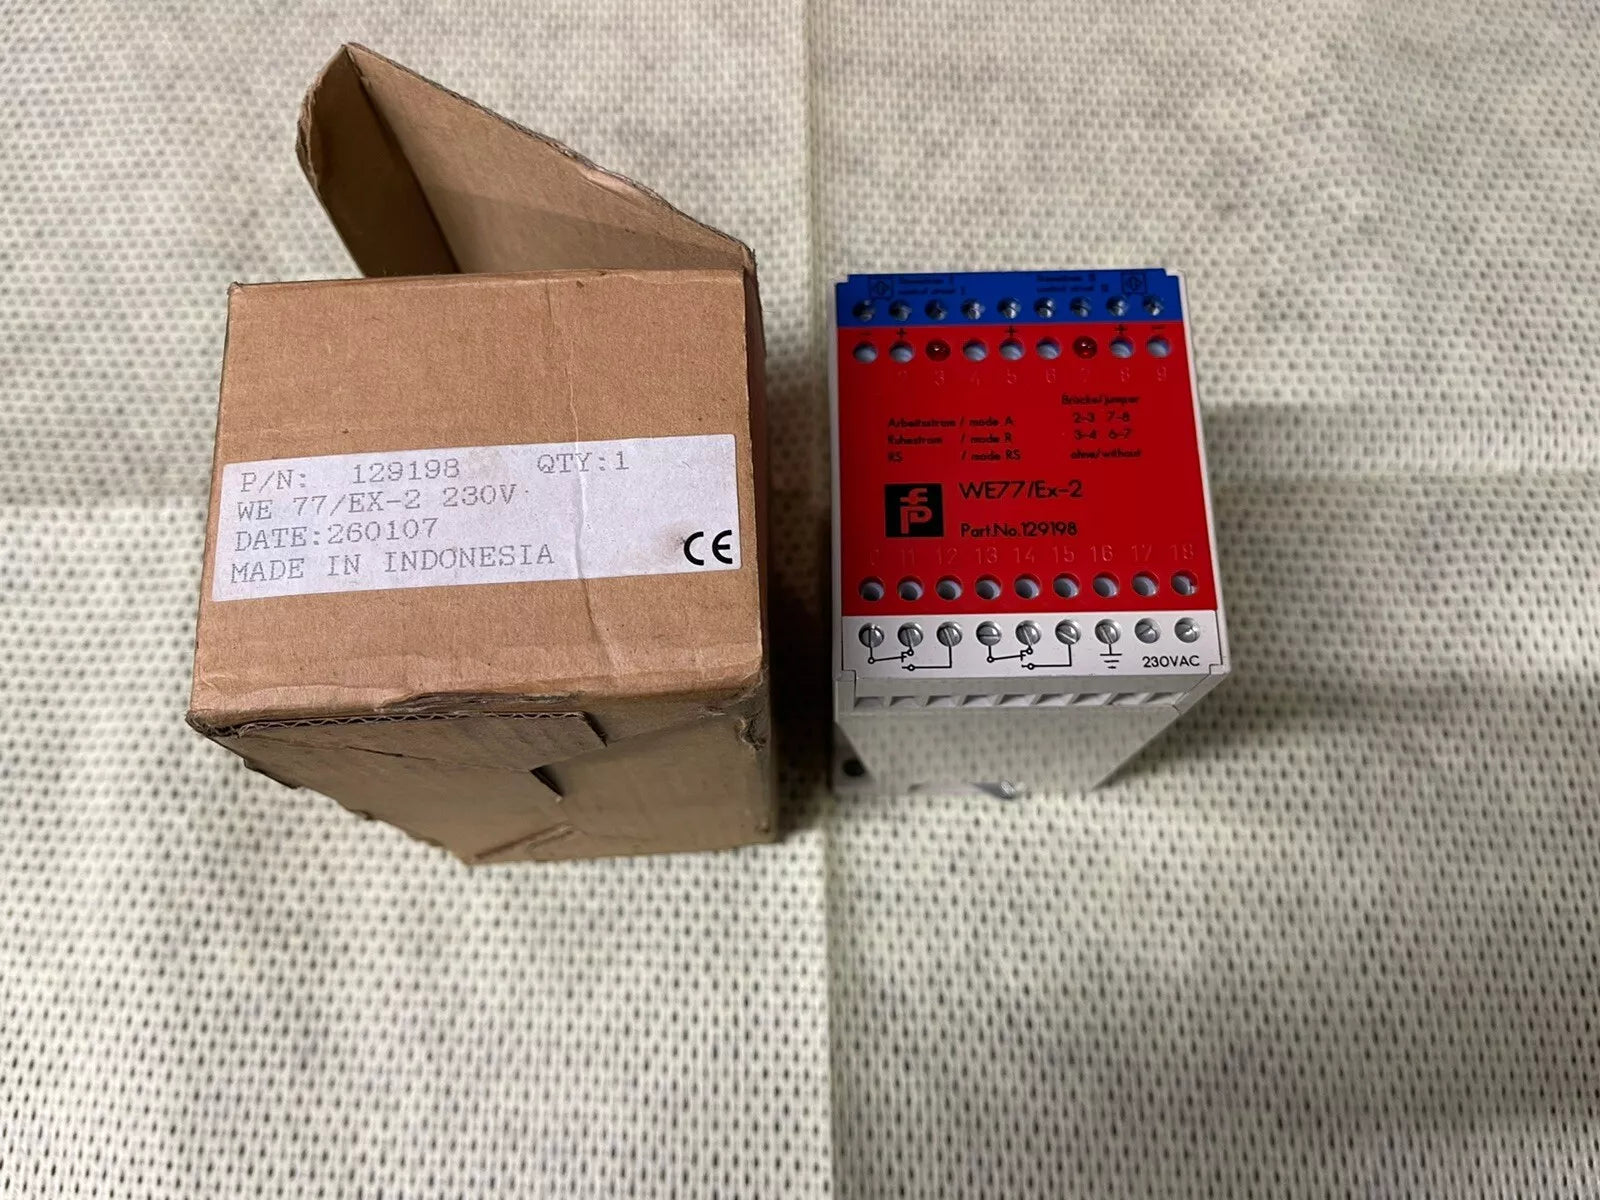 P/N: 129198 QTY:1
WE 77/EX-2 230V
DATE:260107
MADE IN INDONESIA
CE
- + + + -
2 3 4 5 6 7 8 9
Brücke/jumper
Arbeitsstrom / mode A 2-3 7-8
Ruhestrom / mode R 3-4 6-7
RS / mode RS ohne/without
WE77/Ex-2
Part.No.129198
11 12 13 14 15 16 17 18
230VAC